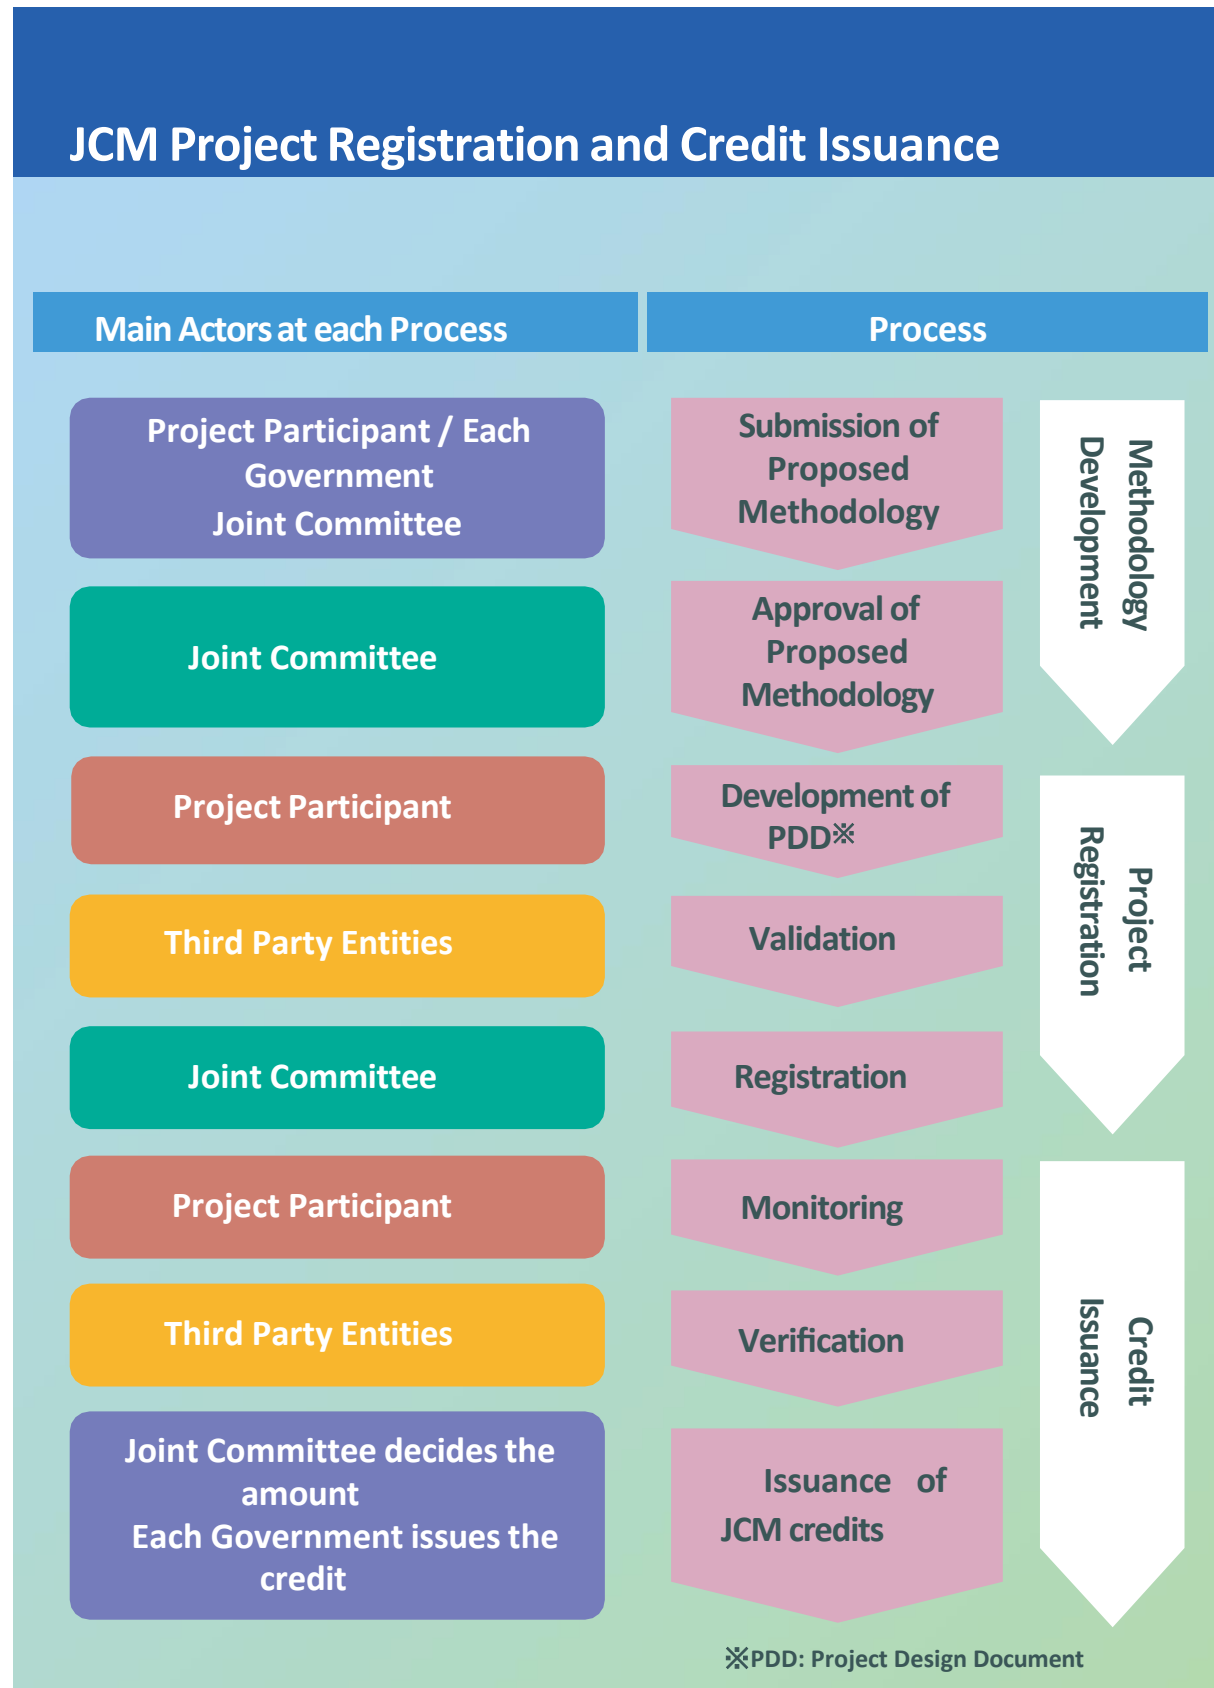 JCM Project Registration and Credit Issuance
Main Actors at each Process
Process
Project Participant / Each
Government
Joint Committee
Submission of
Proposed
Methodology
Methodology
Development
Joint Committee
Approval of
Proposed
Methodology
Project Participant
Development of
PDD※
Project
Registration
Third Party Entities
Validation
Joint Committee
Registration
Project Participant
Monitoring
Credit
Issuance
Third Party Entities
Verification
Joint Committee decides the
amount
Each Government issues the
credit
Issuance of
JCM credits
※PDD: Project Design Document